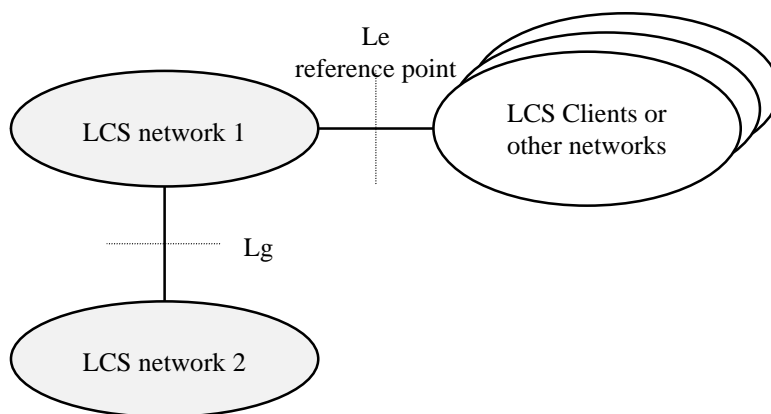 Le
reference point
LCS network 1
LCS Clients or
other networks
Lg
LCS network 2